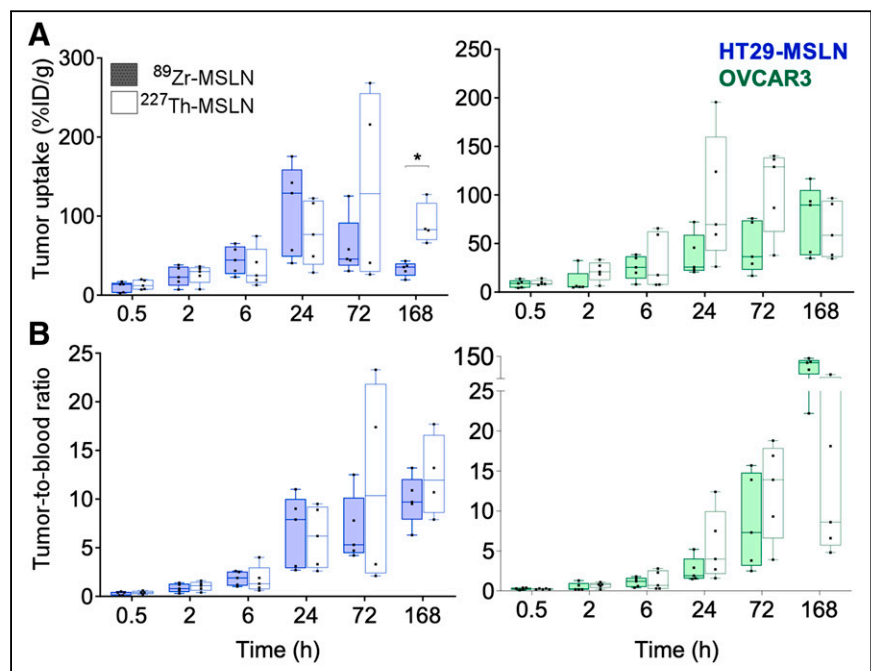 A
Tumor uptake (%ID/g)
300
200
100
0
89Zr-MSLN
227Th-MSLN
*
0.5 2 6 24 72 168
HT29-MSLN
OVCAR3
250
200
150
100
50
0
0.5 2 6 24 72 168
B
Tumor-to-blood ratio
25
20
15
10
5
0
0.5 2 6 24 72 168
Time (h)
150
25
20
15
10
5
0
0.5 2 6 24 72 168
Time (h)